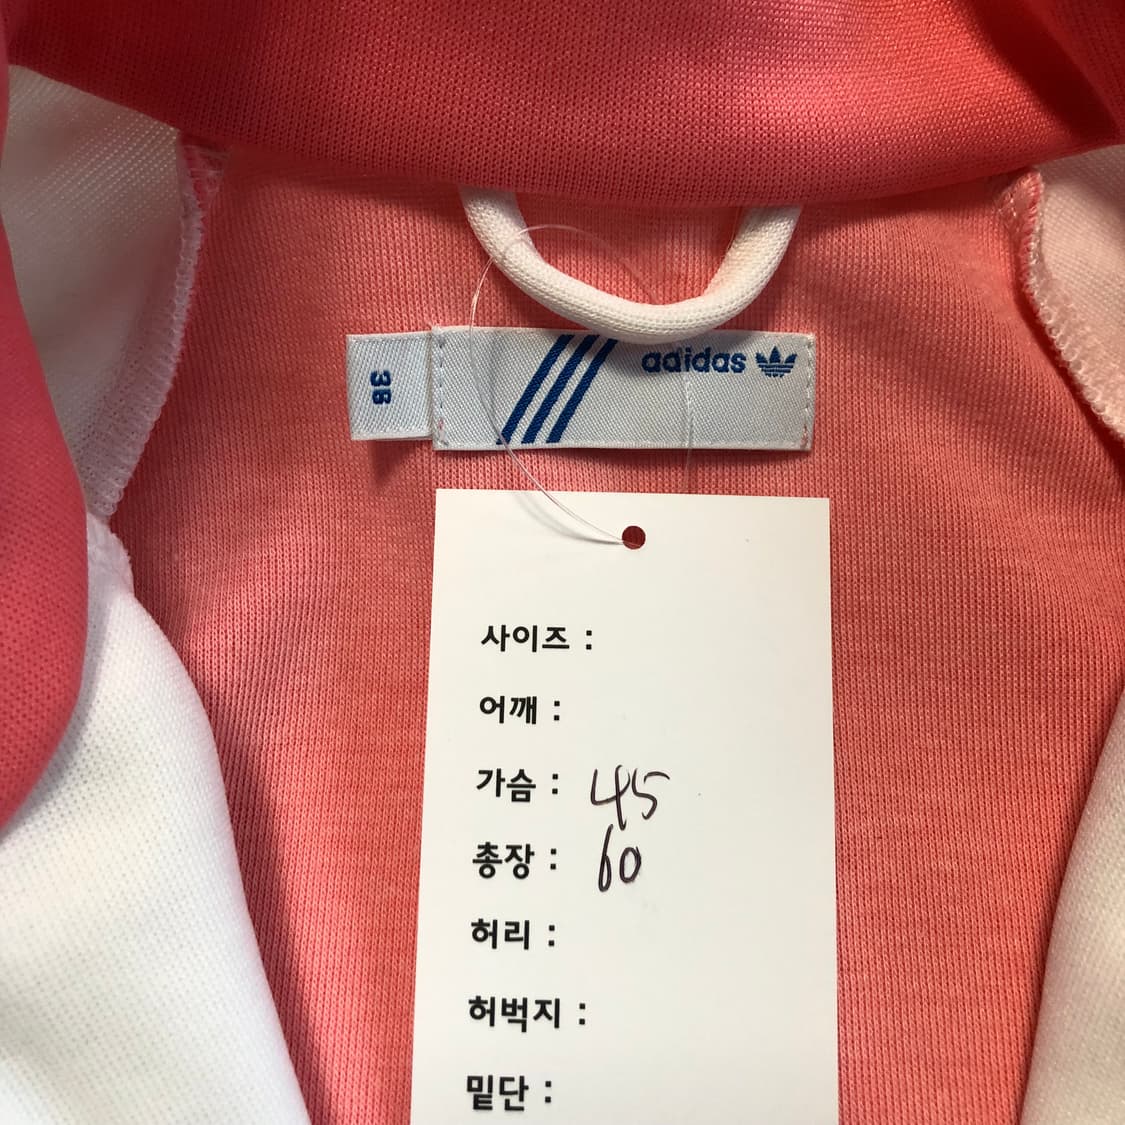 adidas
38
사이즈 :
어깨 :
가슴 : 45
총장 : 60
허리 :
허벅지 :
밑단 :